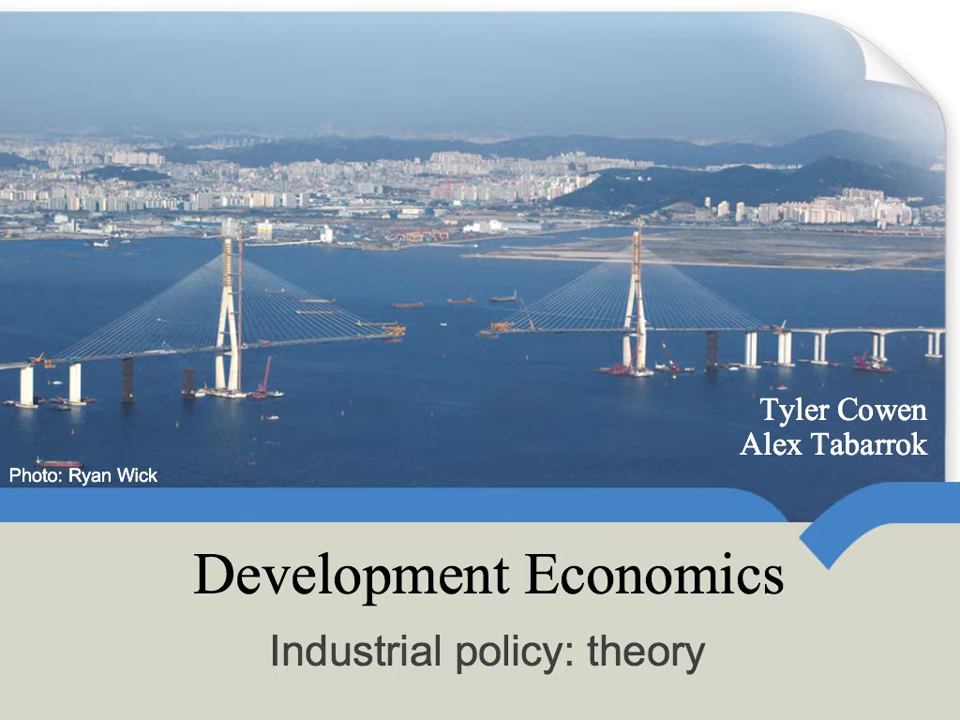 Tyler Cowen
Alex Tabarrok
Photo: Ryan Wick
Development Economics
Industrial policy: theory